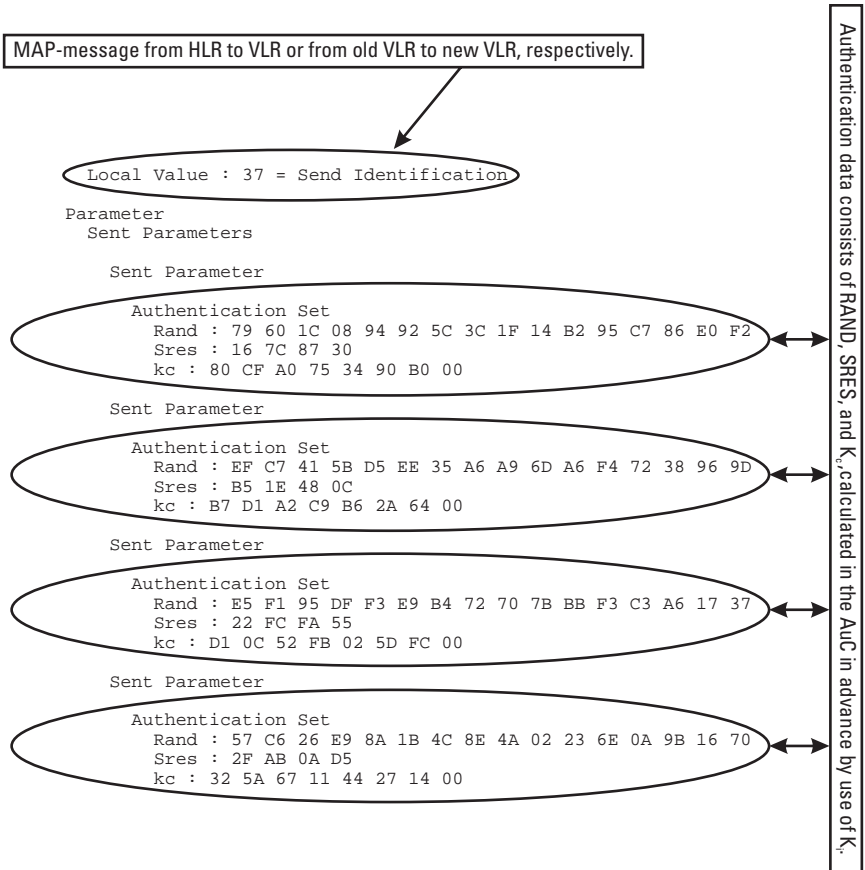 MAP-message from HLR to VLR or from old VLR to new VLR, respectively.
Local Value : 37 = Send Identification
Parameter
Sent Parameters
Sent Parameter
Authentication Set
Rand : 79 60 1C 08 94 92 5C 3C 1F 14 B2 95 C7 86 E0 F2
Sres : 16 7C 87 30
kc : 80 CF A0 75 34 90 B0 00
Sent Parameter
Authentication Set
Rand : EF C7 41 5B D5 EE 35 A6 A9 6D A6 F4 72 38 96 9D
Sres : B5 1E 48 0C
kc : B7 D1 A2 C9 B6 2A 64 00
Sent Parameter
Authentication Set
Rand : E5 F1 95 DF F3 E9 B4 72 70 7B BB F3 C3 A6 17 37
Sres : 22 FC FA 55
kc : D1 0C 52 FB 02 5D FC 00
Sent Parameter
Authentication Set
Rand : 57 C6 26 E9 8A 1B 4C 8E 4A 02 23 6E 0A 9B 16 70
Sres : 2F AB 0A D5
kc : 32 5A 67 11 44 27 14 00
Authentication data consists of RAND, SRES, and Kc, calculated in the AuC in advance by use of Ki.